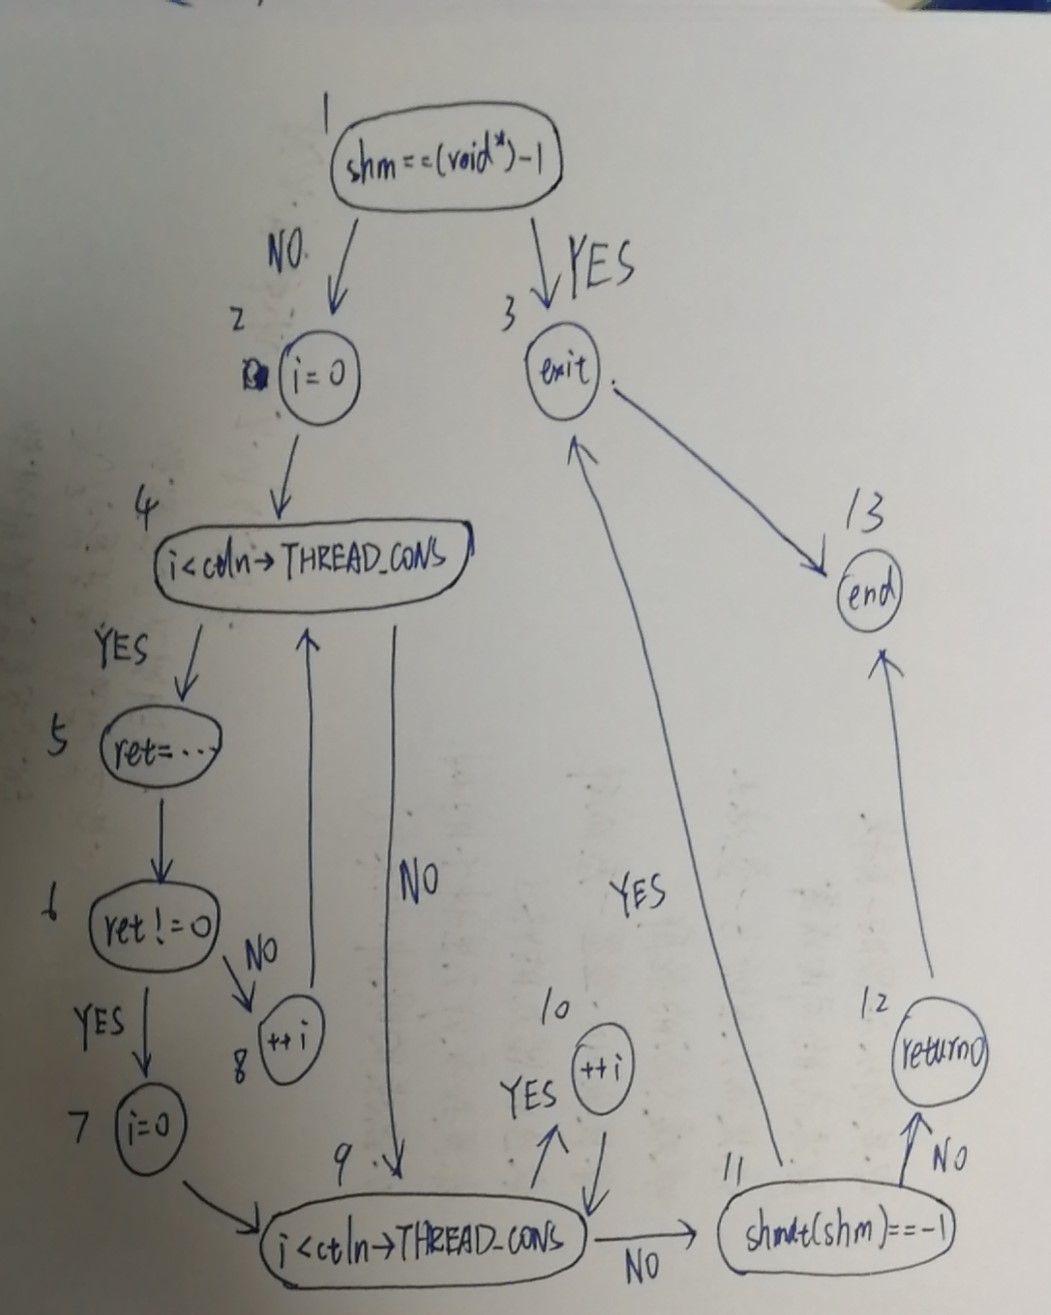 1
shm==(void*)-1
NO.
YES
2
3
i=0
exit
4
13
i<ctln→THREAD_CONS
end
YES
5
ret=...
NO
YES
6
ret!=0
NO
10
12
YES
8
++i
++i
return0
YES
7
i=0
9
11
NO
i<ctln→THREAD_CONS
NO
shmdt(shm)==-1